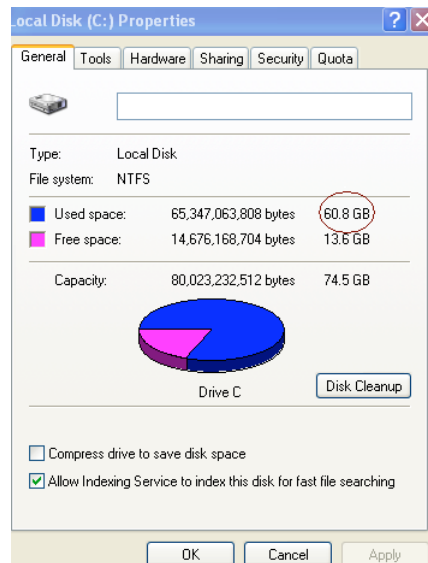 ocal Disk (C:) Properties
General Tools Hardware Sharing Security Quota
Type: Local Disk
File system: NTFS
Used space: 65,347,063,808 bytes 60.8 GB
Free space: 14,676,168,704 bytes 13.6 GB
Capacity: 80,023,232,512 bytes 74.5 GB
Drive C
Disk Cleanup
Compress drive to save disk space
Allow Indexing Service to index this disk for fast file searching
OK Cancel Apply